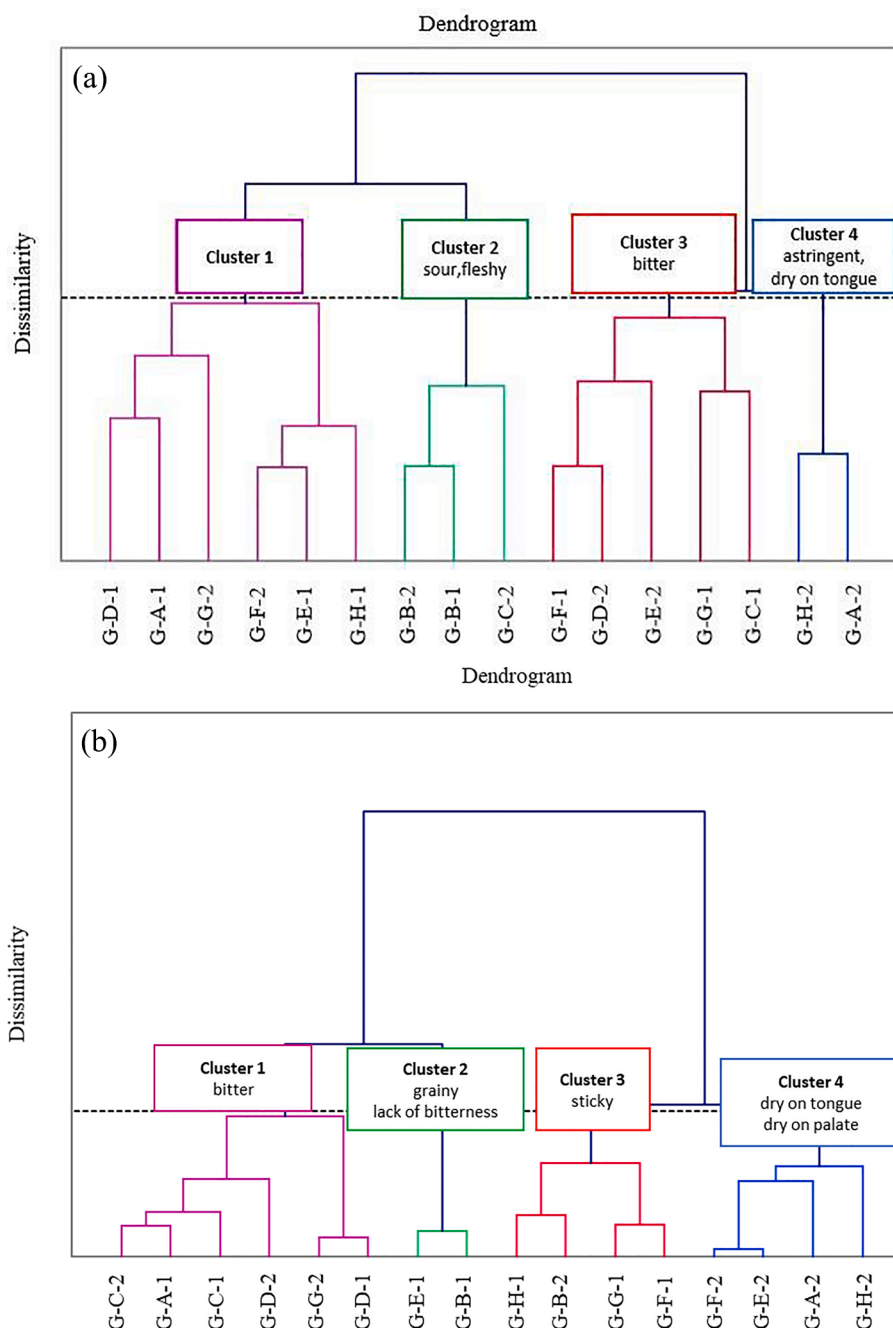 Dendrogram
(a)
Dissimilarity
Cluster 1
Cluster 2
sour,fleshy
Cluster 3
bitter
Cluster 4
astringent,
dry on tongue
G-D-1
G-A-1
G-G-2
G-F-2
G-E-1
G-H-1
G-B-2
G-B-1
G-C-2
G-F-1
G-D-2
G-E-2
G-G-1
G-C-1
G-H-2
G-A-2
Dendrogram
(b)
Dissimilarity
Cluster 1
bitter
Cluster 2
grainy
lack of bitterness
Cluster 3
sticky
Cluster 4
dry on tongue
dry on palate
G-C-2
G-A-1
G-C-1
G-D-2
G-G-2
G-D-1
G-E-1
G-B-1
G-H-1
G-B-2
G-G-1
G-F-1
G-F-2
G-E-2
G-A-2
G-H-2